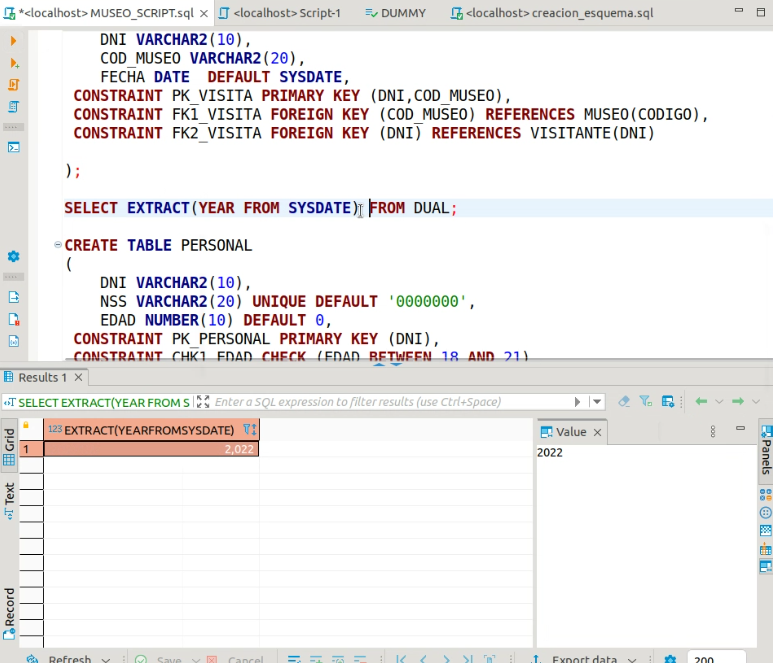 *<localhost> MUSEO_SCRIPT.sql
<localhost> Script-1
DUMMY
<localhost> creacion_esquema.sql
DNI VARCHAR2(10),
COD_MUSEO VARCHAR2(20),
FECHA DATE  DEFAULT SYSDATE,
CONSTRAINT PK_VISITA PRIMARY KEY (DNI,COD_MUSEO),
CONSTRAINT FK1_VISITA FOREIGN KEY (COD_MUSEO) REFERENCES MUSEO(CODIGO),
CONSTRAINT FK2_VISITA FOREIGN KEY (DNI) REFERENCES VISITANTE(DNI)
);
SELECT EXTRACT(YEAR FROM SYSDATE) FROM DUAL;
CREATE TABLE PERSONAL
(
DNI VARCHAR2(10),
NSS VARCHAR2(20) UNIQUE DEFAULT '0000000',
EDAD NUMBER(10) DEFAULT 0,
CONSTRAINT PK_PERSONAL PRIMARY KEY (DNI),
CONSTRAINT CHK1_EDAD CHECK (EDAD BETWEEN 18 AND 21)
Results 1
SELECT EXTRACT(YEAR FROM S
Enter a SQL expression to filter results (use Ctrl+Space)
Grid
Text
Record
123 EXTRACT(YEARFROMSYSDATE)
1
2,022
Value
2022
Panels
Refresh
Save
Cancel
Export data
200